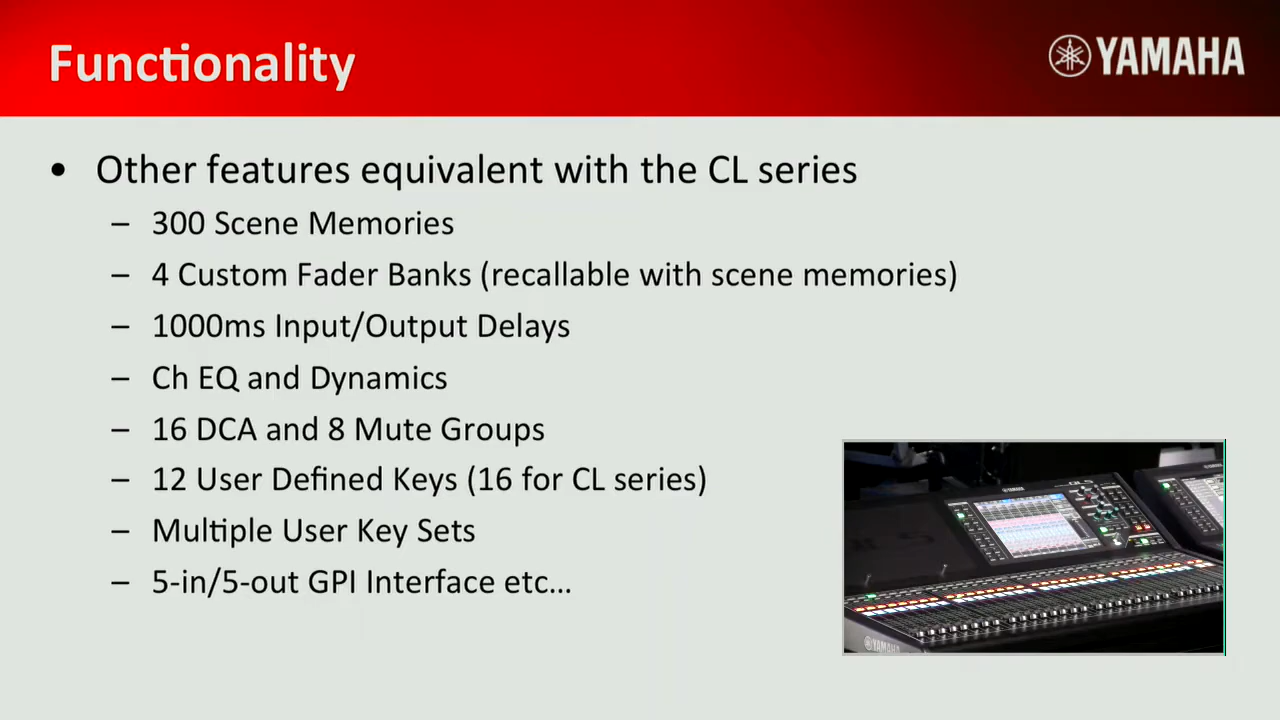 Functionality
YAMAHA
• Other features equivalent with the CL series
– 300 Scene Memories
– 4 Custom Fader Banks (recallable with scene memories)
– 1000ms Input/Output Delays
– Ch EQ and Dynamics
– 16 DCA and 8 Mute Groups
– 12 User Defined Keys (16 for CL series)
– Multiple User Key Sets
– 5-in/5-out GPI Interface etc…
YAMAHA
YAMAHA